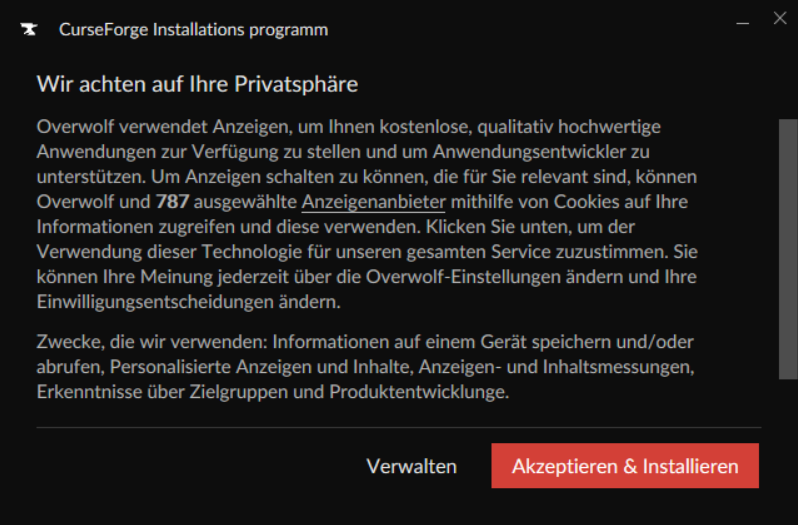 CurseForge Installations programm
Wir achten auf Ihre Privatsphäre
Overwolf verwendet Anzeigen, um Ihnen kostenlose, qualitativ hochwertige
Anwendungen zur Verfügung zu stellen und um Anwendungsentwickler zu
unterstützen. Um Anzeigen schalten zu können, die für Sie relevant sind, können
Overwolf und 787 ausgewählte Anzeigenanbieter mithilfe von Cookies auf Ihre
Informationen zugreifen und diese verwenden. Klicken Sie unten, um der
Verwendung dieser Technologie für unseren gesamten Service zuzustimmen. Sie
können Ihre Meinung jederzeit über die Overwolf-Einstellungen ändern und Ihre
Einwilligungsentscheidungen ändern.
Zwecke, die wir verwenden: Informationen auf einem Gerät speichern und/oder
abrufen, Personalisierte Anzeigen und Inhalte, Anzeigen- und Inhaltsmessungen,
Erkenntnisse über Zielgruppen und Produktentwicklunge.
Verwalten
Akzeptieren & Installieren